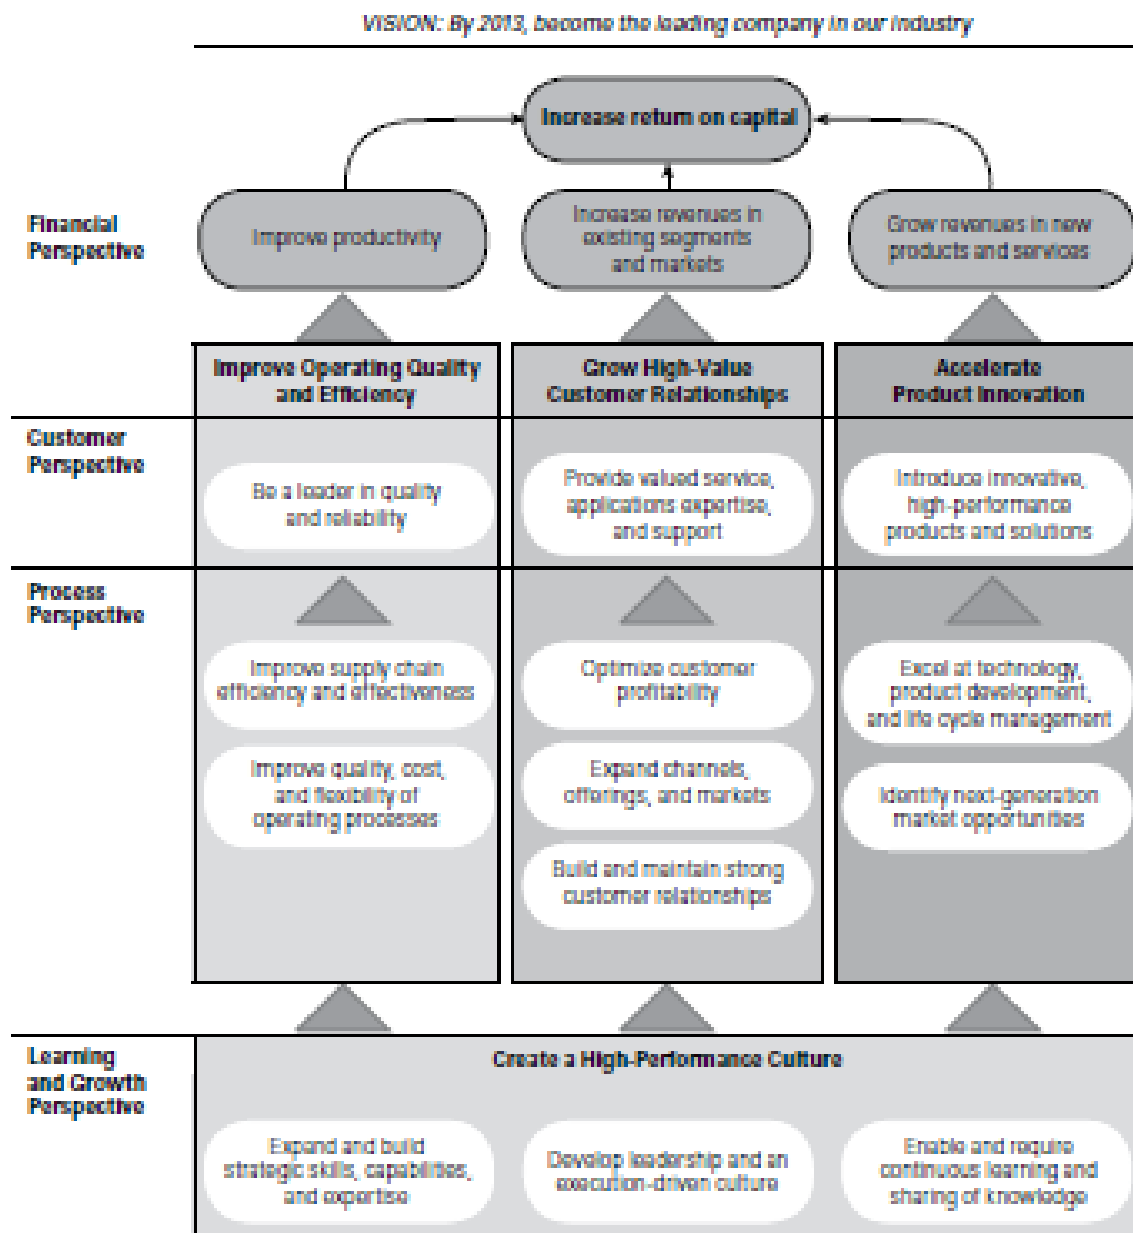 VISION: By 2013, become the leading company in our industry
Increase return on capital
Financial
Perspective
Improve productivity
Increase revenues in
existing segments
and markets
Grow revenues in new
products and services
Improve Operating Quality
and Efficiency
Grow High-Value
Customer Relationships
Accelerate
Product Innovation
Customer
Perspective
Be a leader in quality
and reliability
Provide valued service,
applications expertise,
and support
Introduce innovative,
high-performance
products and solutions
Process
Perspective
Improve supply chain
efficiency and effectiveness
Optimize customer
profitability
Excel at technology,
product development,
and life cycle management
Improve quality, cost,
and flexibility of
operating processes
Expand channels,
offerings, and markets
Identify next-generation
market opportunities
Build and maintain strong
customer relationships
Learning
and Growth
Perspective
Create a High-Performance Culture
Expand and build
strategic skills, capabilities,
and expertise
Develop leadership and an
execution-driven culture
Enable and require
continuous learning and
sharing of knowledge